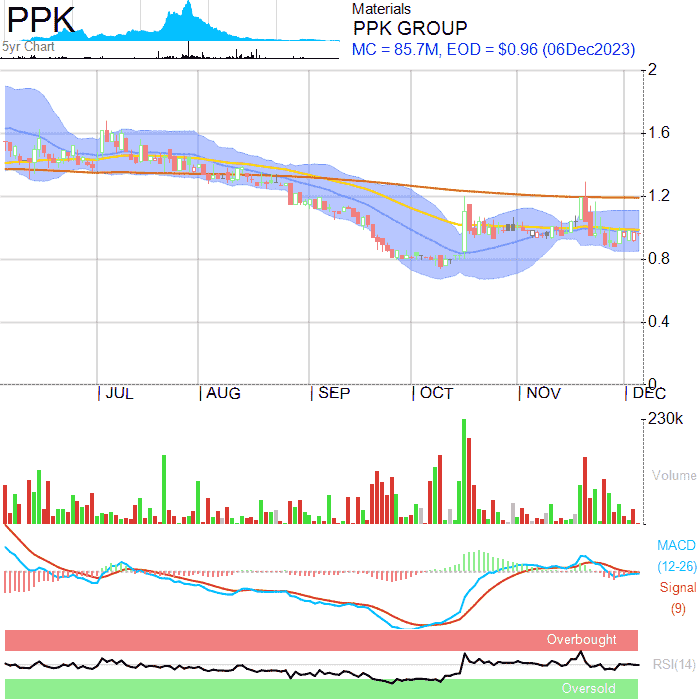 PPK
5yr Chart
Materials
PPK GROUP
MC = 85.7M, EOD = $0.96 (06Dec2023)
2
1.6
1.2
0.8
0.4
0
JUL AUG SEP OCT NOV DEC
230k
Volume
MACD
(12-26)
Signal
(9)
Overbought
RSI(14)
Oversold